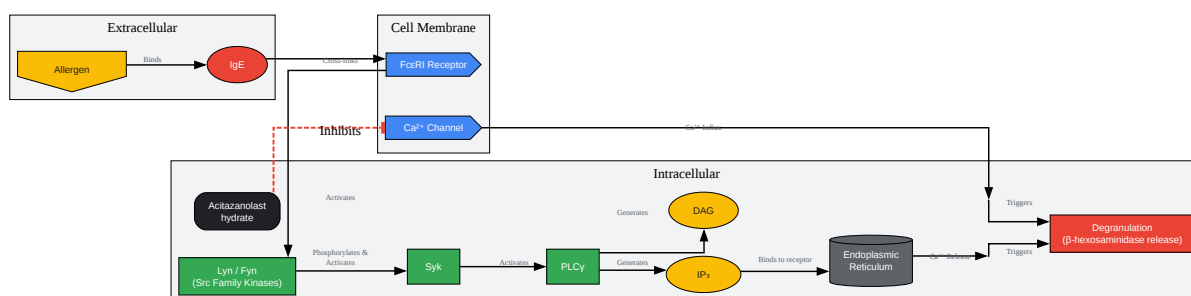 Extracellular
Cell Membrane
Allergen
Binds
IgE
Cross-links
FcεRI Receptor
Inhibits
Ca²⁺ Channel
Ca²⁺ Influx
Intracellular
Acitazanolast
hydrate
Activates
Generates
DAG
Triggers
Degranulation
(β-hexosaminidase release)
Lyn / Fyn
(Src Family Kinases)
Phosphorylates &
Activates
Syk
Activates
PLCγ
Generates
IP₃
Binds to receptor
Endoplasmic
Reticulum
Ca²⁺ Release
Triggers